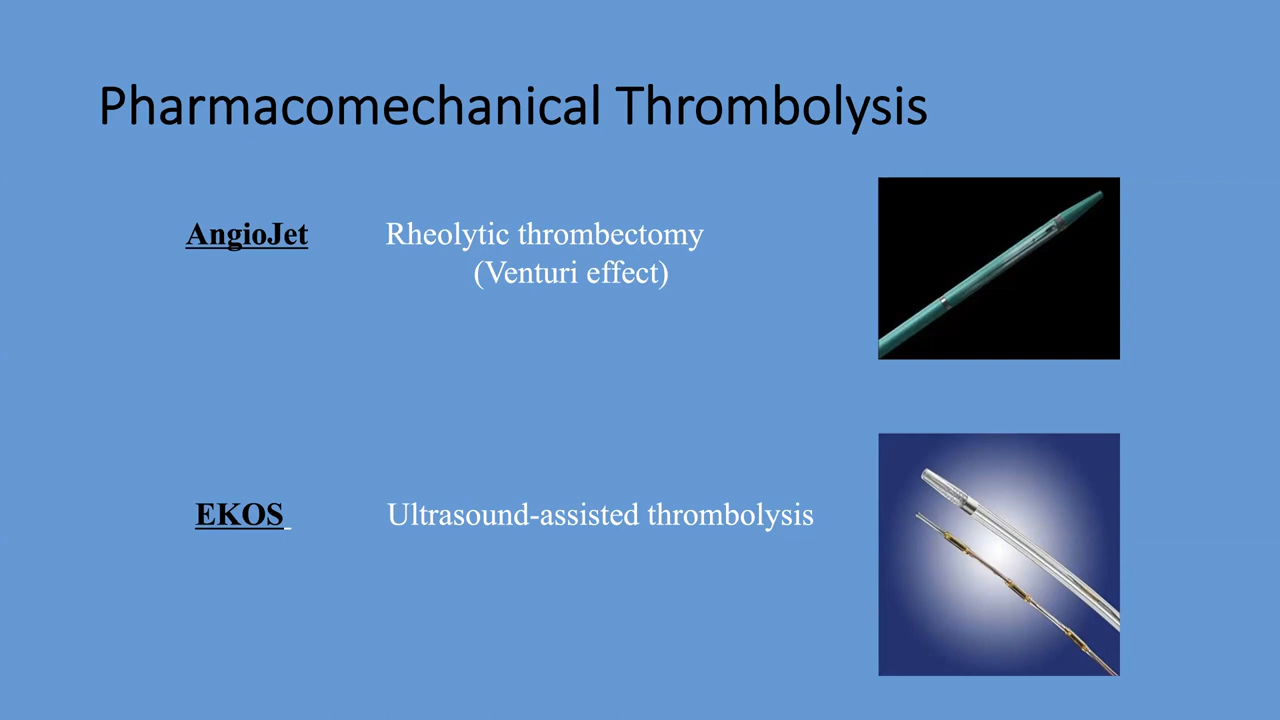 Pharmacomechanical Thrombolysis
AngioJet Rheolytic thrombectomy
(Venturi effect)
EKOS Ultrasound-assisted thrombolysis